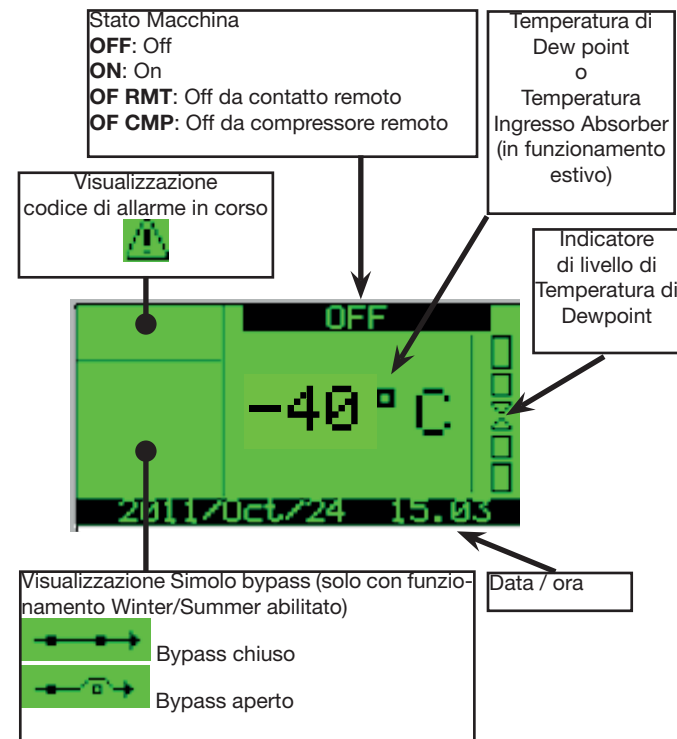 Stato Macchina
OFF: Off
ON: On
OF RMT: Off da contatto remoto
OF CMP: Off da compressore remoto
Temperatura di
Dew point
o
Temperatura
Ingresso Absorber
(in funzionamento
estivo)
Visualizzazione
codice di allarme in corso
Indicatore
di livello di
Temperatura di
Dewpoint
OFF
-40°C
2011/Oct/24 15.03
Visualizzazione Simolo bypass (solo con funzio-
namento Winter/Summer abilitato)
Bypass chiuso
Bypass aperto
Data / ora